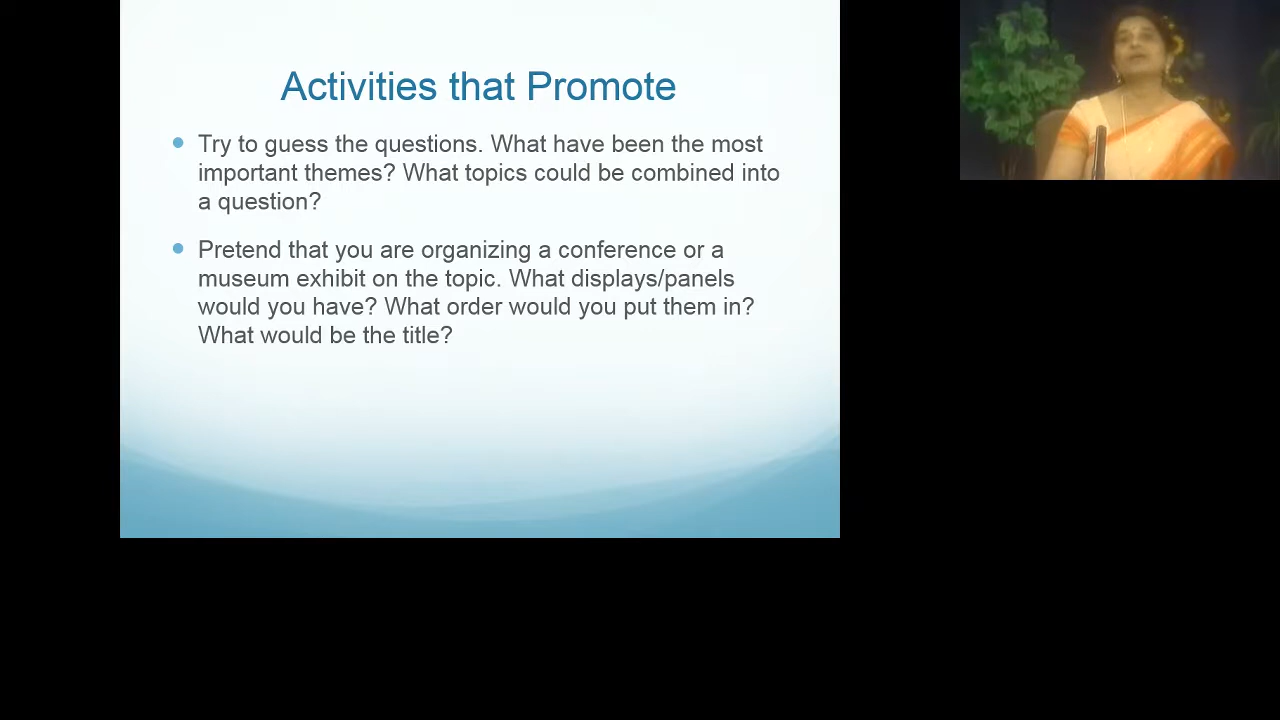 Activities that Promote
Try to guess the questions. What have been the most
important themes? What topics could be combined into
a question?
Pretend that you are organizing a conference or a
museum exhibit on the topic. What displays/panels
would you have? What order would you put them in?
What would be the title?